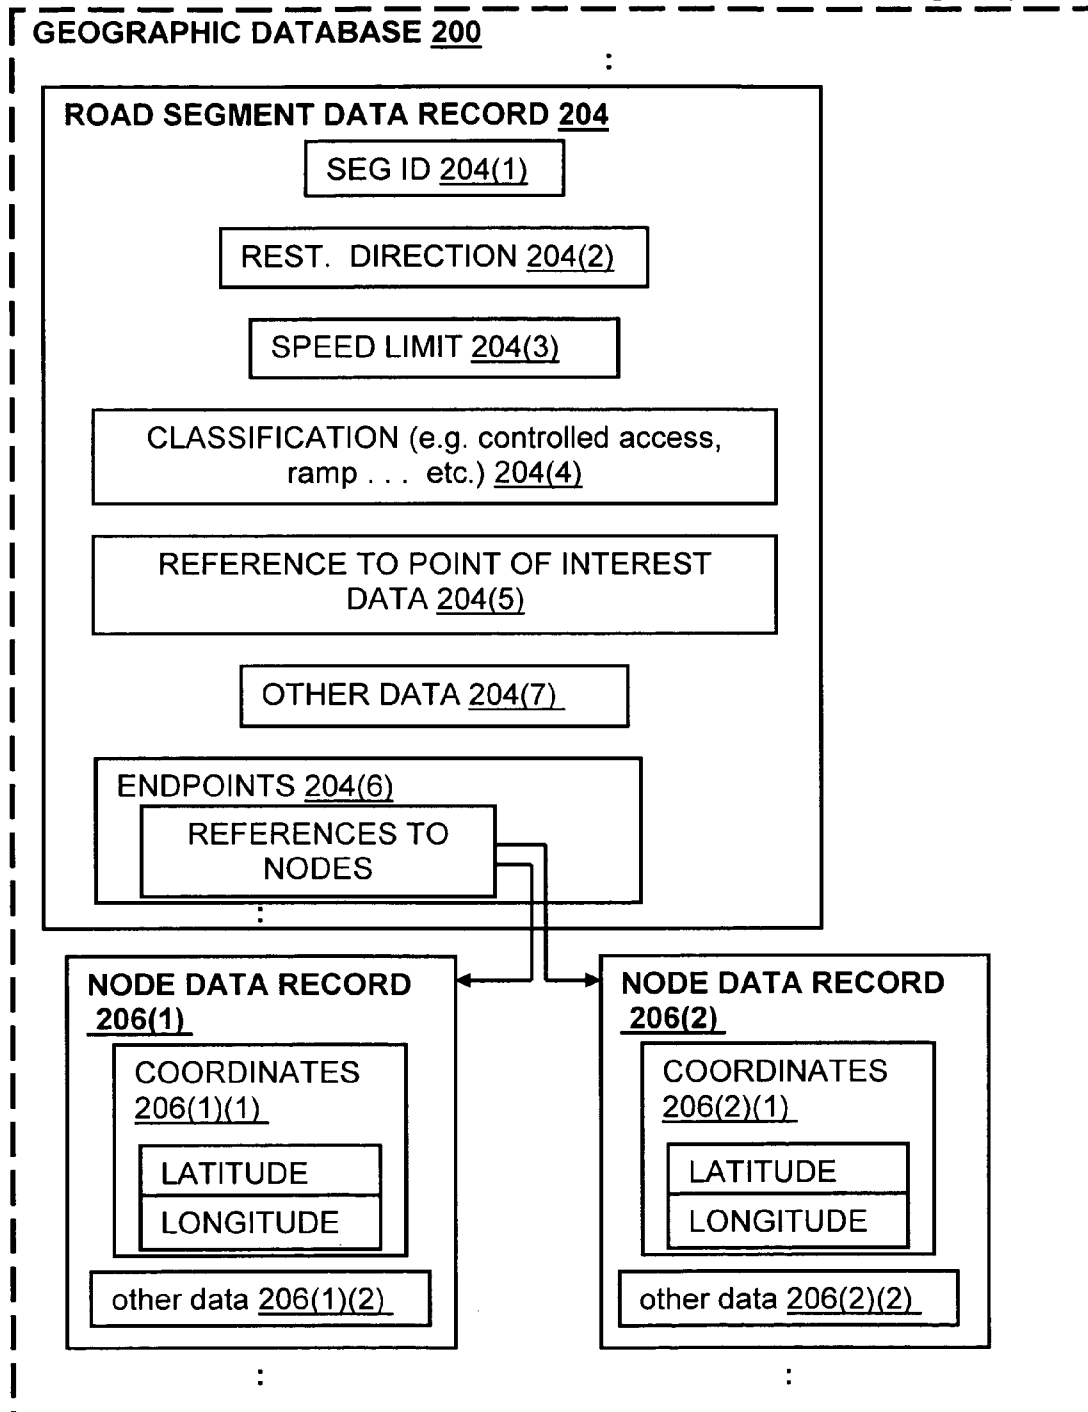 GEOGRAPHIC DATABASE 200
:
ROAD SEGMENT DATA RECORD 204
SEG ID 204(1)
REST. DIRECTION 204(2)
SPEED LIMIT 204(3)
CLASSIFICATION (e.g. controlled access,
ramp . . . etc.) 204(4)
REFERENCE TO POINT OF INTEREST
DATA 204(5)
OTHER DATA 204(7)
ENDPOINTS 204(6)
REFERENCES TO
NODES
:
NODE DATA RECORD
206(1)
COORDINATES
206(1)(1)
LATITUDE
LONGITUDE
other data 206(1)(2)
:
NODE DATA RECORD
206(2)
COORDINATES
206(2)(1)
LATITUDE
LONGITUDE
other data 206(2)(2)
: